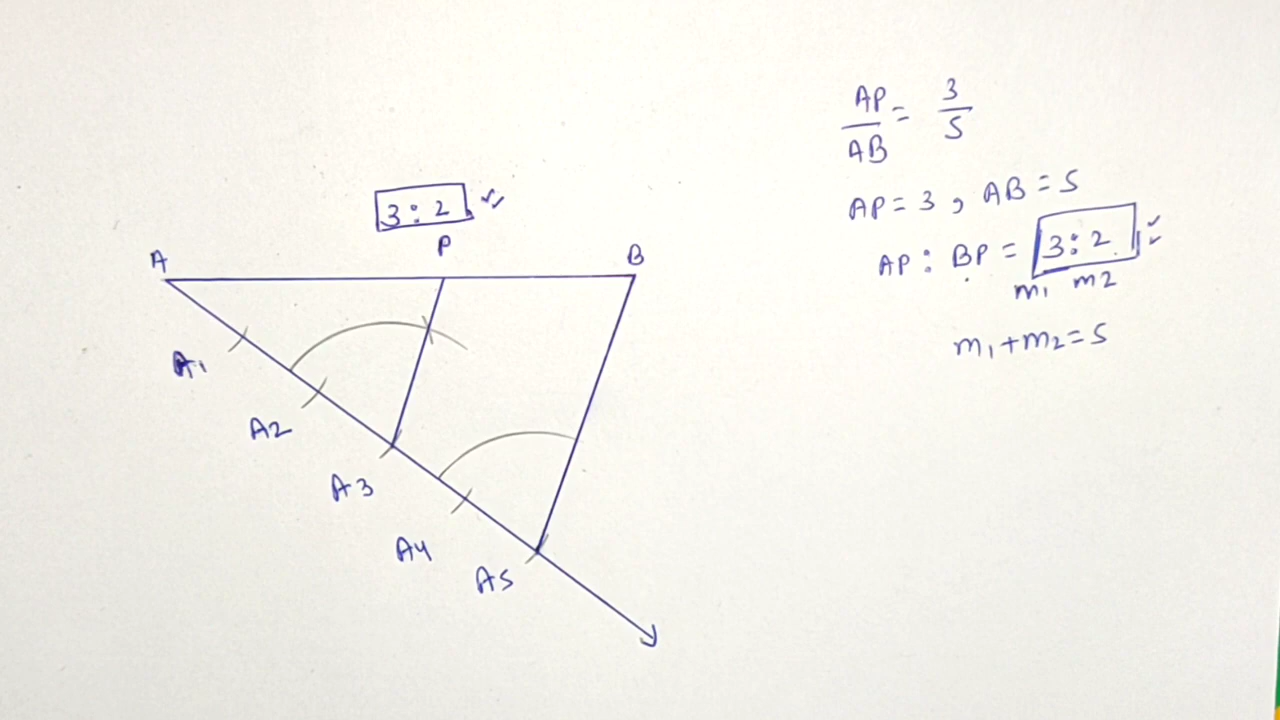 3:2
A P B
A1
A2
A3
A4
A5
AP/AB = 3/5
AP = 3, AB = 5
AP : BP = 3:2
m1 m2
m1+m2=5